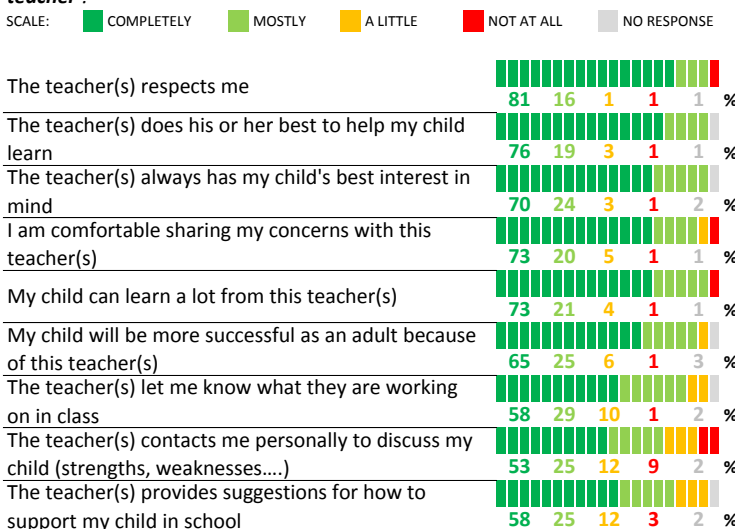 teacher :
SCALE: COMPLETELY MOSTLY A LITTLE NOT AT ALL NO RESPONSE
The teacher(s) respects me
81 16 1 1 1 %
The teacher(s) does his or her best to help my child
learn
76 19 3 1 1 %
The teacher(s) always has my child's best interest in
mind
70 24 3 1 2 %
I am comfortable sharing my concerns with this
teacher(s)
73 20 5 1 1 %
My child can learn a lot from this teacher(s)
73 21 4 1 1 %
My child will be more successful as an adult because
of this teacher(s)
65 25 6 1 3 %
The teacher(s) let me know what they are working
on in class
58 29 10 1 2 %
The teacher(s) contacts me personally to discuss my
child (strengths, weaknesses....)
53 25 12 9 2 %
The teacher(s) provides suggestions for how to
support my child in school
58 25 12 3 2 %